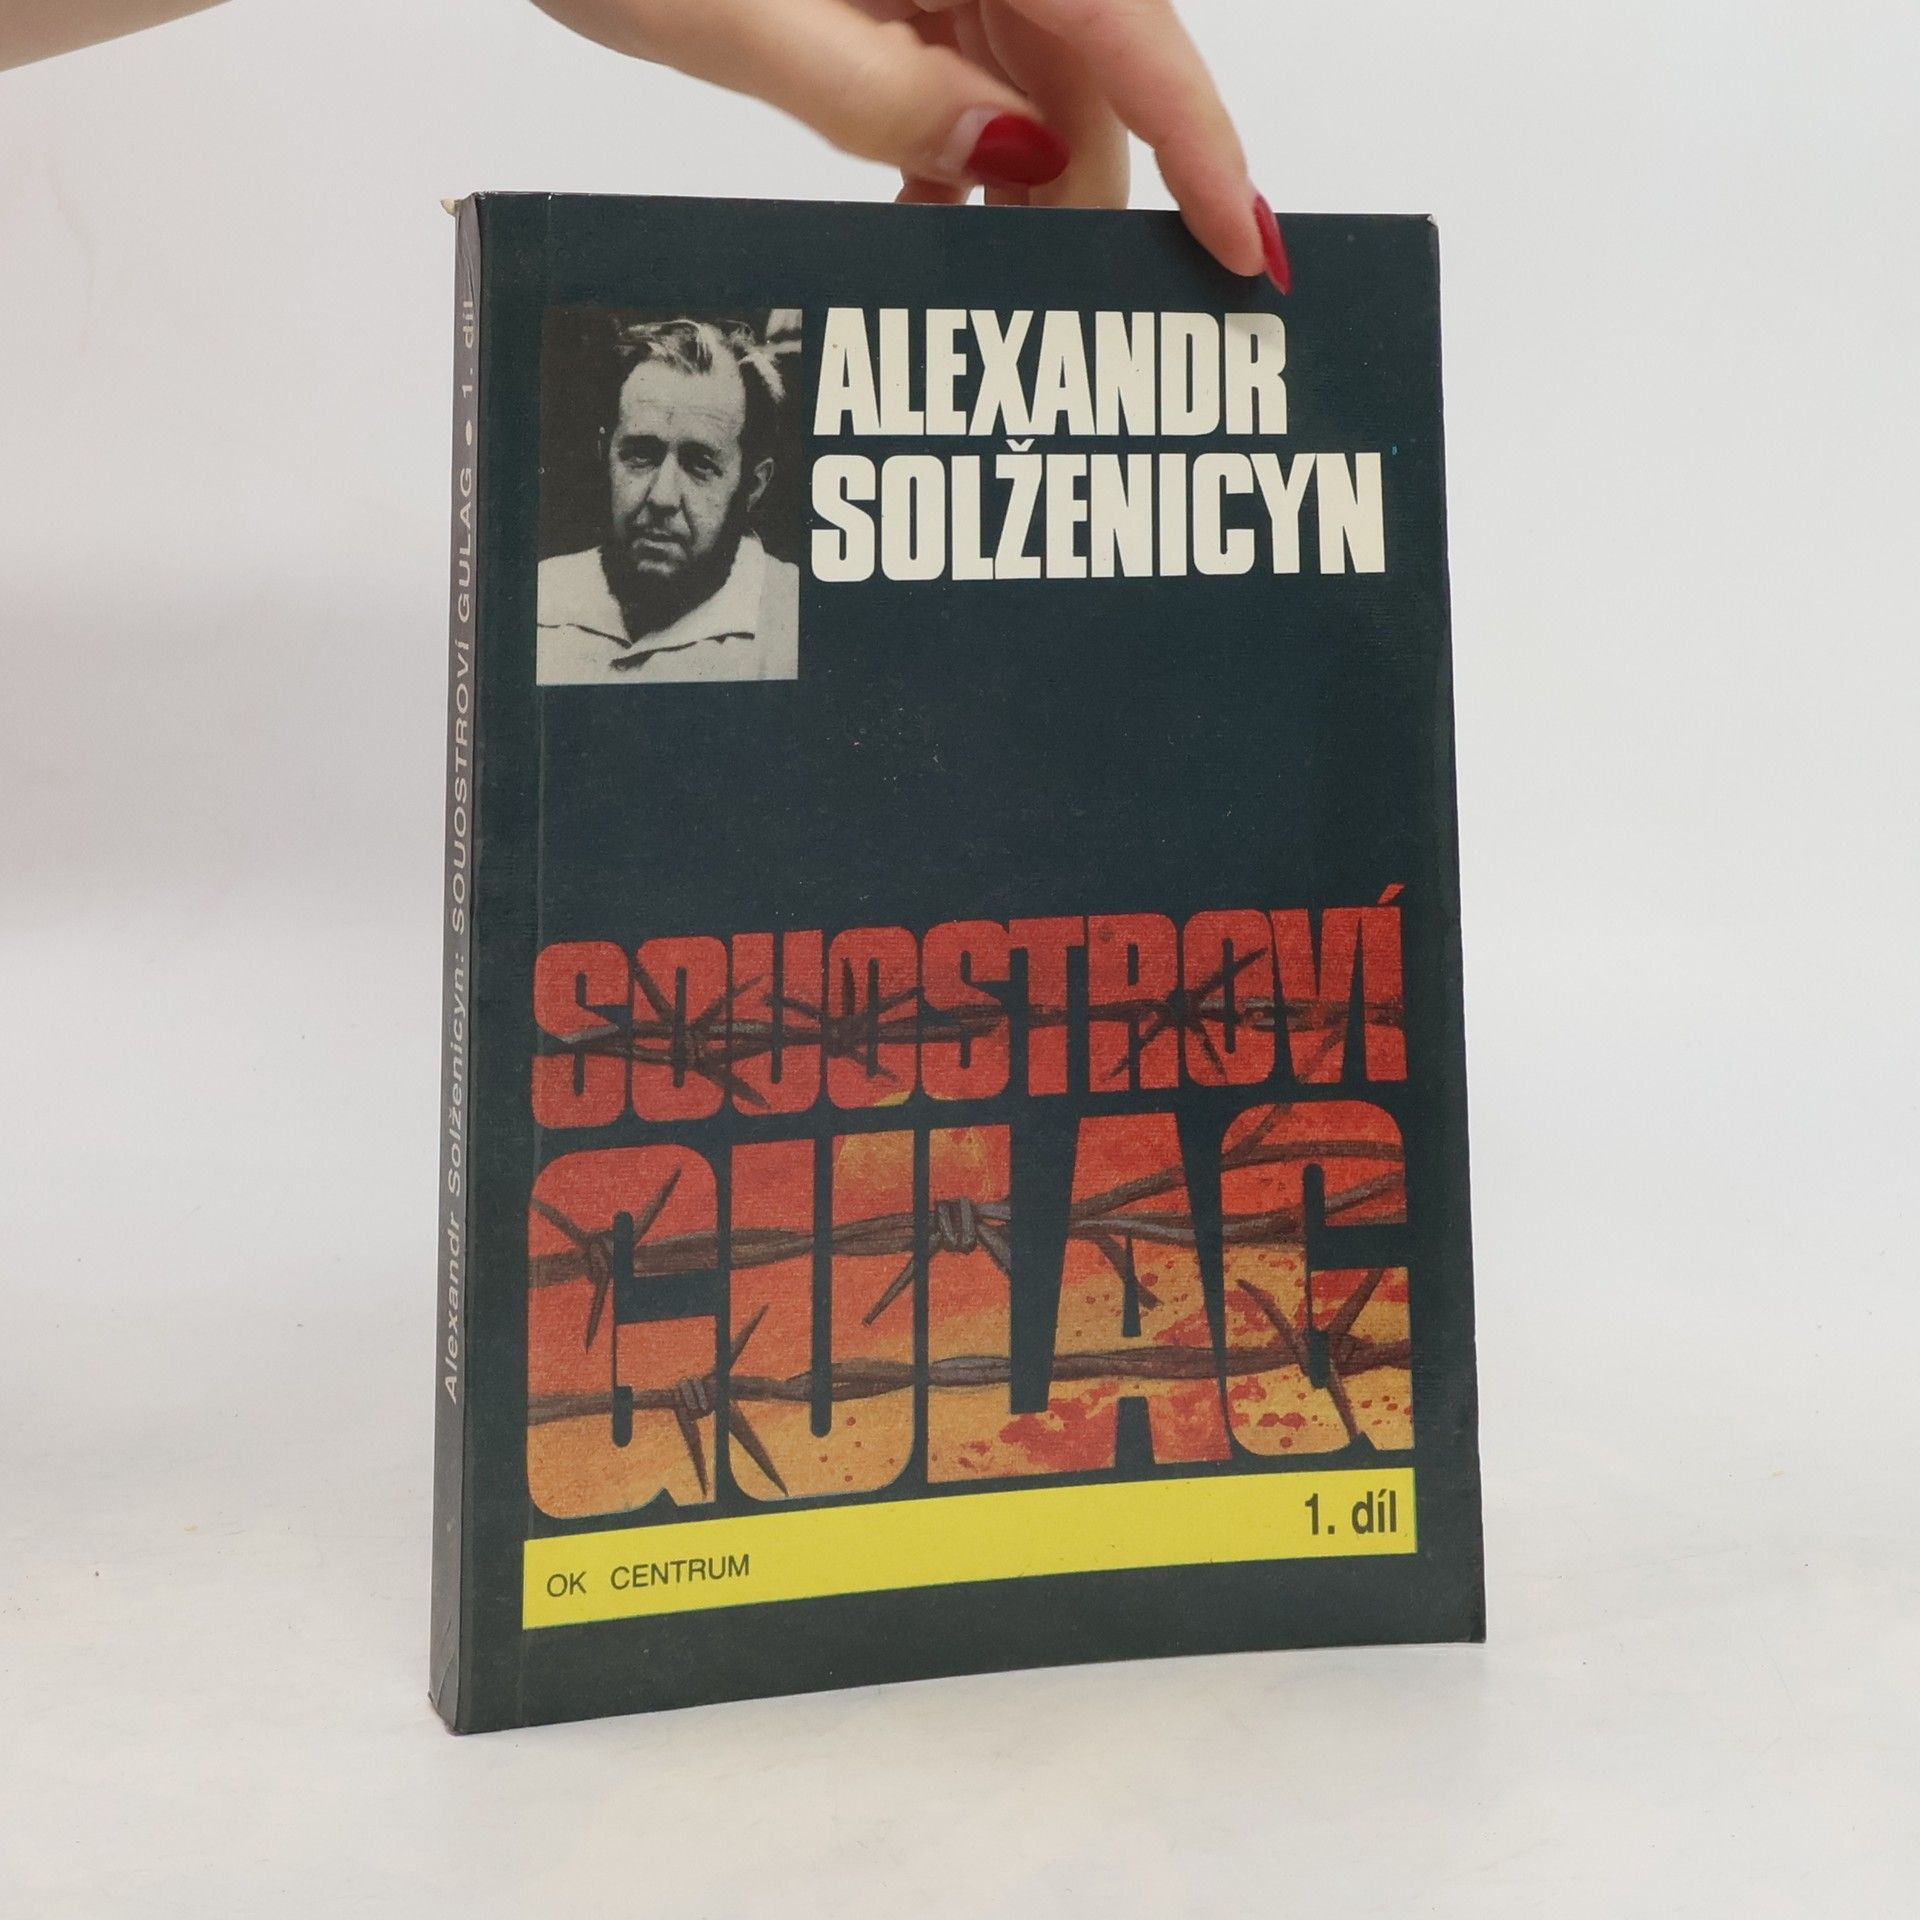 ALEXANDR
SOLŽENICYN
SOUOSTROVÍ
GULAG
1. díl
OK CENTRUM
Alexandr Solženicyn: SOUOSTROVÍ GULAG ● 1. díl